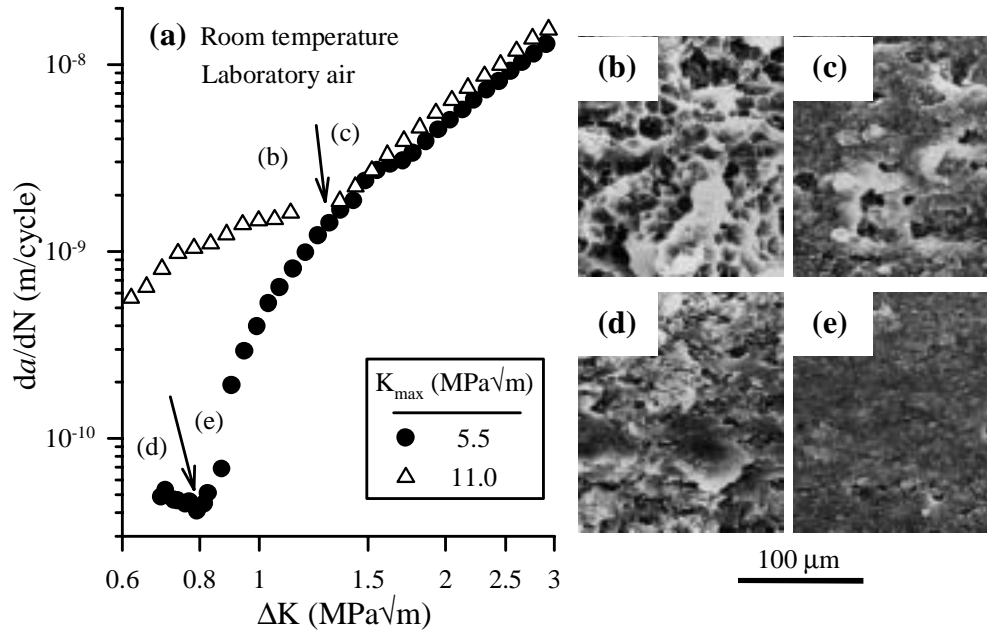 (a) Room temperature
Laboratory air
(b)
(c)
(d)
(e)
10⁻⁸
10⁻⁹
10⁻¹⁰
da/dN (m/cycle)
0.6
0.8
1
1.5
2
2.5
3
ΔK (MPa√m)
K_max (MPa√m)
5.5
11.0
(b)
(c)
(d)
(e)
100 μm